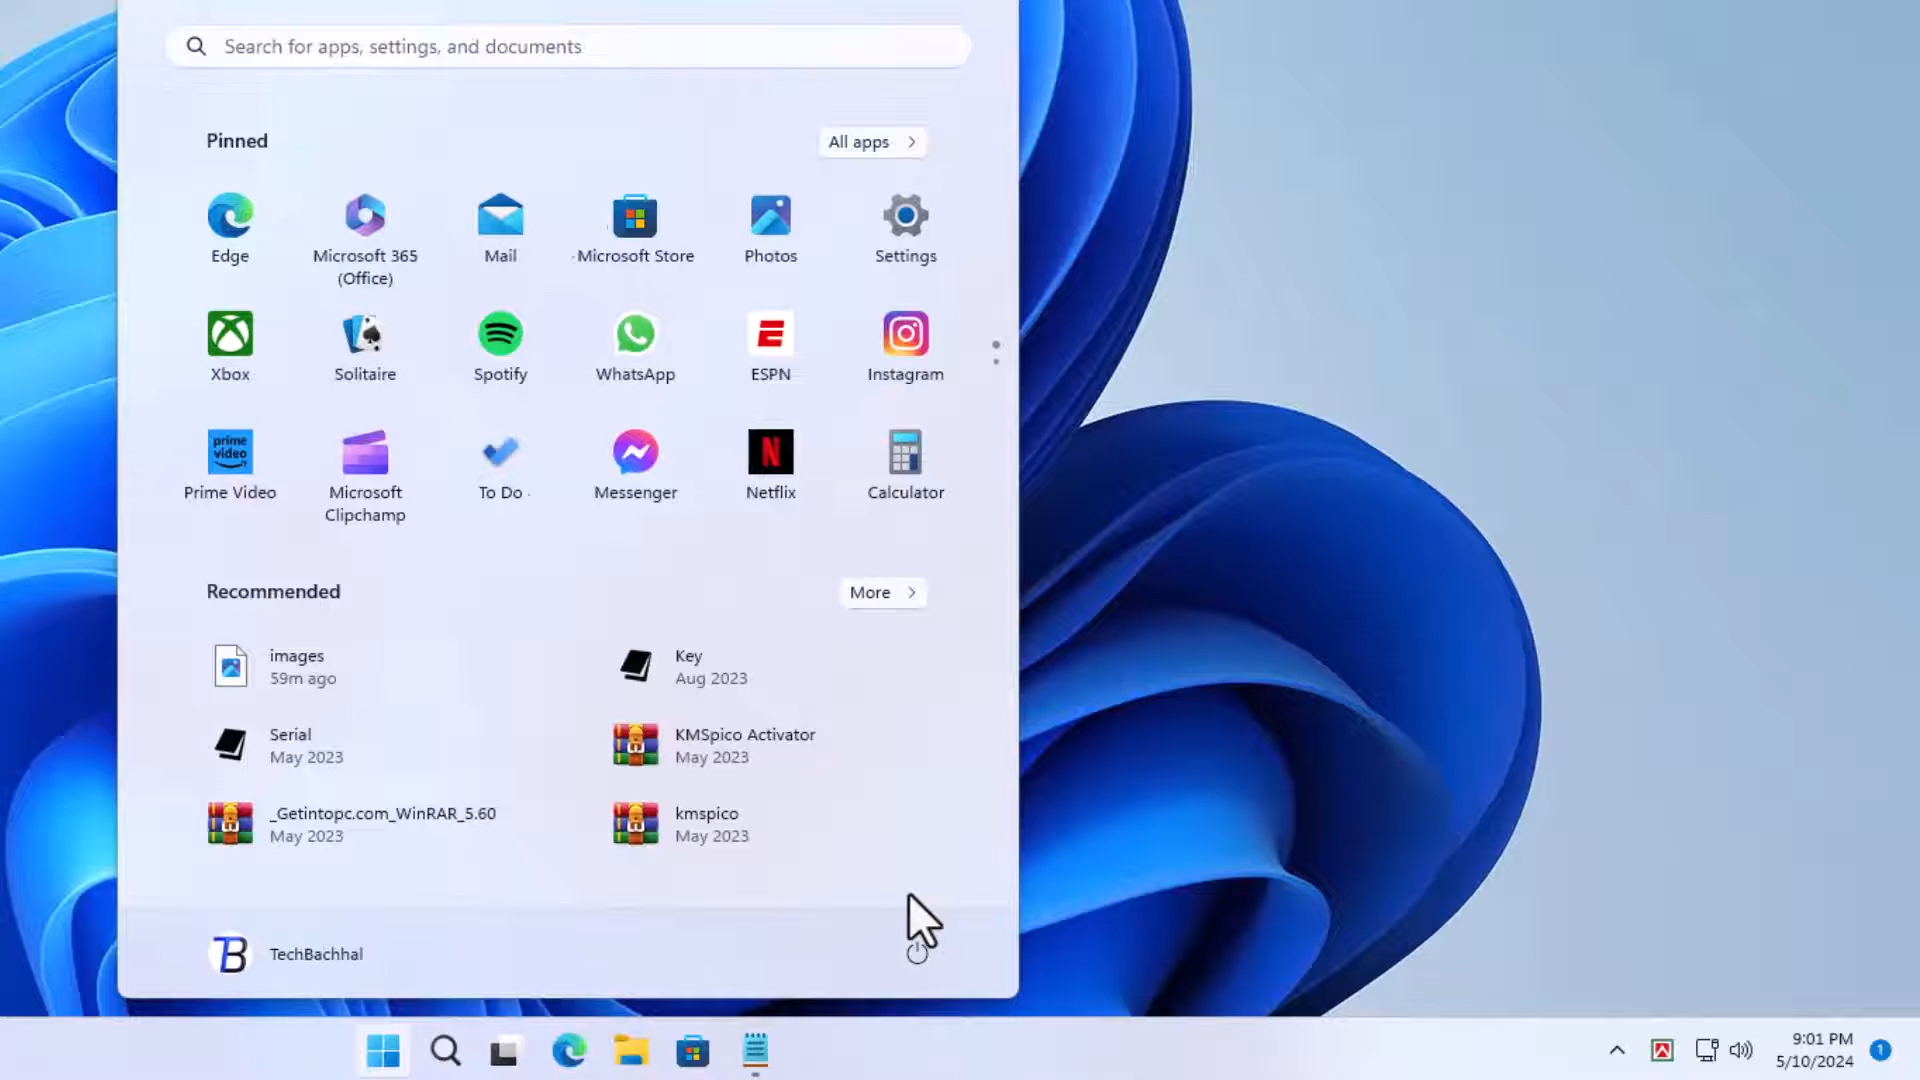 Search for apps, settings, and documents
Pinned
All apps
Edge
Microsoft 365
(Office)
Mail
Microsoft Store
Photos
Settings
Xbox
Solitaire
Spotify
WhatsApp
ESPN
Instagram
prime
video
Prime Video
Microsoft
Clipchamp
To Do
Messenger
N
Netflix
Calculator
Recommended
More
images
59m ago
Key
Aug 2023
Serial
May 2023
KMSpico Activator
May 2023
_Getintopc.com_WinRAR_5.60
May 2023
kmspico
May 2023
TB
TechBachhal
9:01 PM
5/10/2024
1